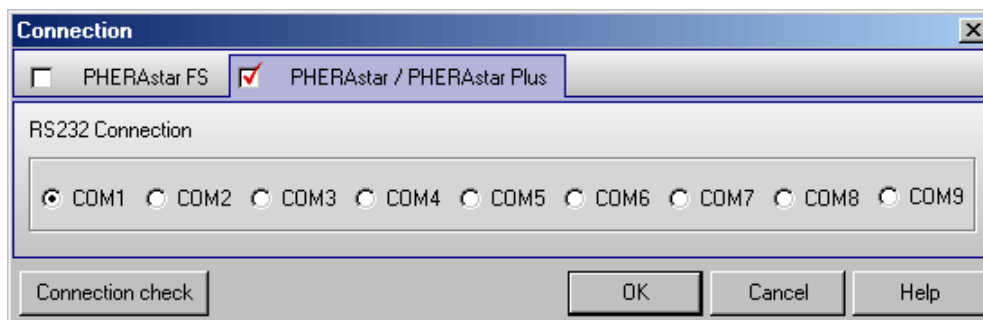 Connection
PHERAstar FS PHERAstar / PHERAstar Plus
RS232 Connection
COM1 COM2 COM3 COM4 COM5 COM6 COM7 COM8 COM9
Connection check OK Cancel Help